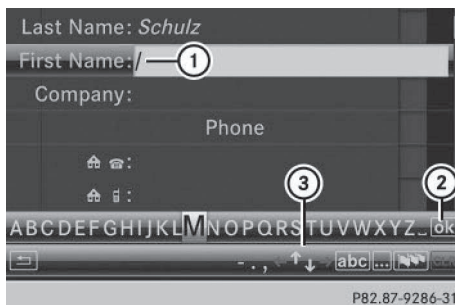 Last Name: Schulz
First Name:/ 1
Company:
Phone
:
:
3 2
ABCDEFGHIJKLMNOPQRSTUVWXYZ_ ok
- . , ← ↑ ↓ → abc ...
P82.87-9286-31